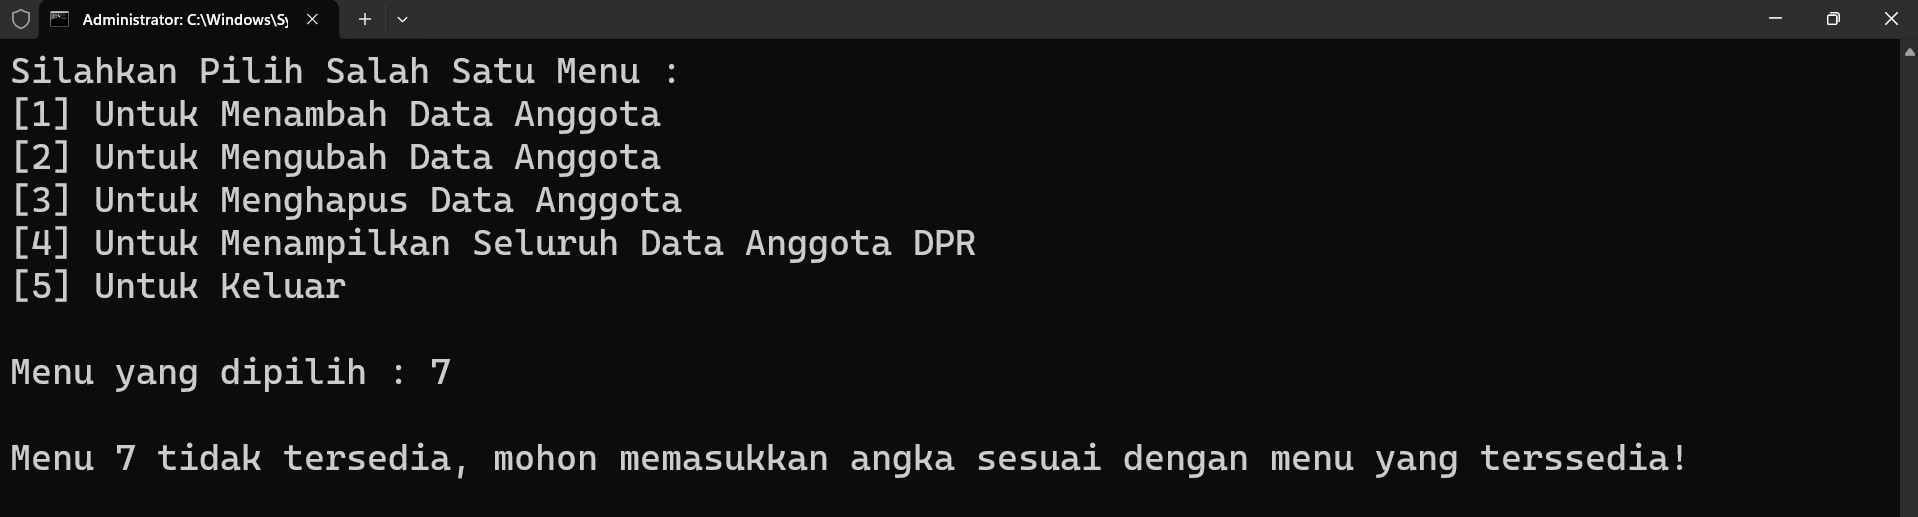 Administrator: C:\Windows\Sy
Silahkan Pilih Salah Satu Menu :
[1] Untuk Menambah Data Anggota
[2] Untuk Mengubah Data Anggota
[3] Untuk Menghapus Data Anggota
[4] Untuk Menampilkan Seluruh Data Anggota DPR
[5] Untuk Keluar
Menu yang dipilih : 7
Menu 7 tidak tersedia, mohon memasukkan angka sesuai dengan menu yang terssedia!